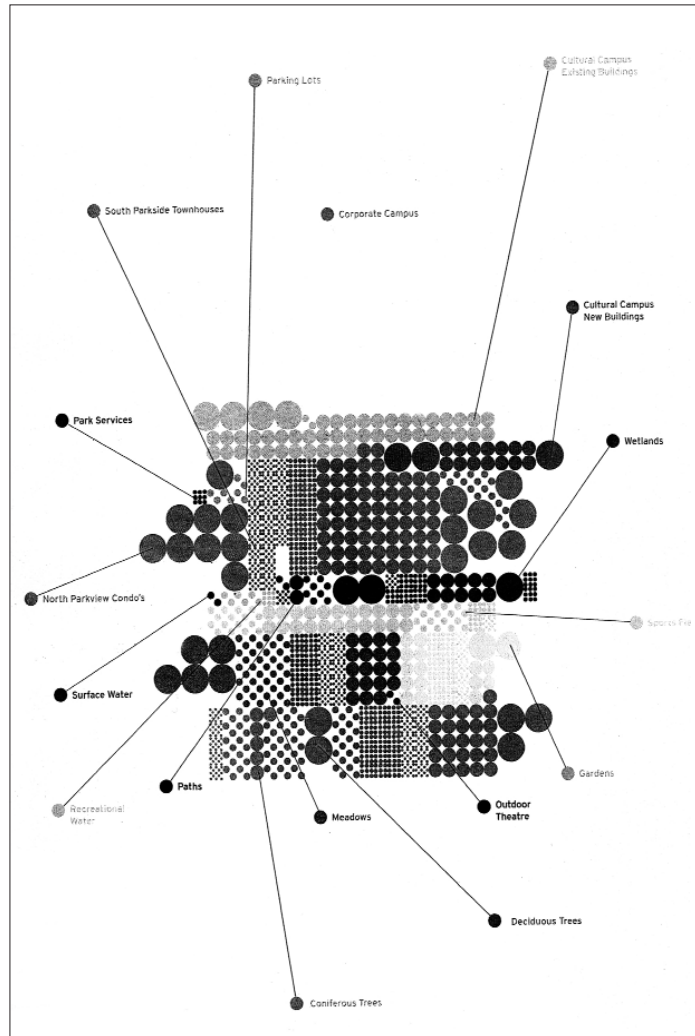 Cultural Campus
Existing Buildings
Parking Lots
South Parkside Townhouses
Corporate Campus
Cultural Campus
New Buildings
Park Services
Wetlands
North Parkview Condo's
Sports
Surface Water
Gardens
Paths
Recreational
Water
Meadows
Outdoor
Theatre
Deciduous Trees
Coniferous Trees